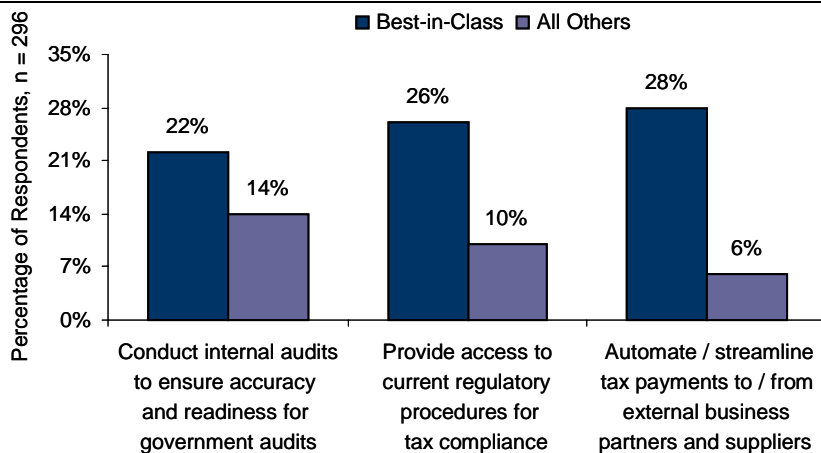 Best-in-Class All Others
Percentage of Respondents, n = 296
35%
28%
21%
14%
7%
0%
22%
14%
26%
10%
28%
6%
Conduct internal audits
to ensure accuracy
and readiness for
government audits
Provide access to
current regulatory
procedures for
tax compliance
Automate / streamline
tax payments to / from
external business
partners and suppliers